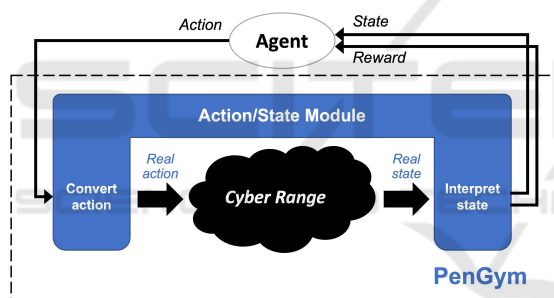 Action
Agent
State
Reward
Action/State Module
Real
action
Real
state
Convert
action
Cyber Range
Interpret
state
PenGym